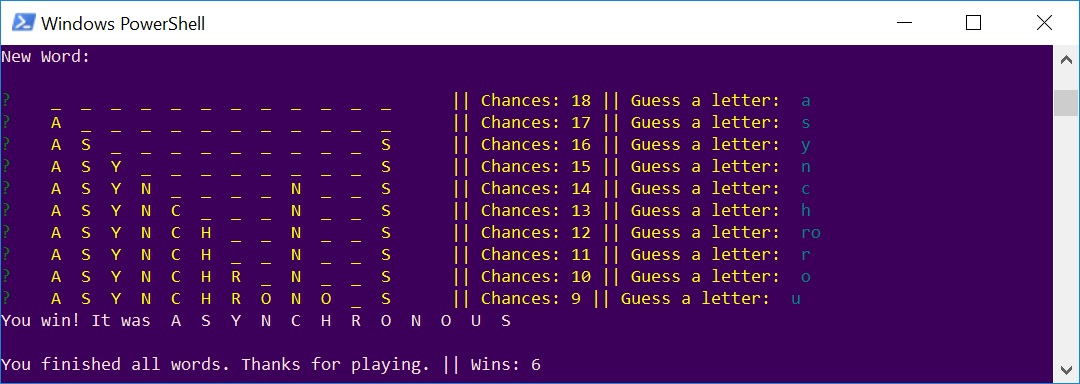 Windows PowerShell
New Word:
? _ _ _ _ _ _ _ _ _ _ _ _ || Chances: 18 || Guess a letter: a
? A _ _ _ _ _ _ _ _ _ _ _ || Chances: 17 || Guess a letter: s
? A S _ _ _ _ _ _ _ _ _ S || Chances: 16 || Guess a letter: y
? A S Y _ _ _ _ _ _ _ _ S || Chances: 15 || Guess a letter: n
? A S Y N _ _ _ _ N _ _ S || Chances: 14 || Guess a letter: c
? A S Y N C _ _ _ N _ _ S || Chances: 13 || Guess a letter: h
? A S Y N C H _ _ N _ _ S || Chances: 12 || Guess a letter: ro
? A S Y N C H _ _ N _ _ S || Chances: 11 || Guess a letter: r
? A S Y N C H R _ N _ _ S || Chances: 10 || Guess a letter: o
? A S Y N C H R O N O _ S || Chances: 9 || Guess a letter: u
You win! It was A S Y N C H R O N O U S
You finished all words. Thanks for playing. || Wins: 6